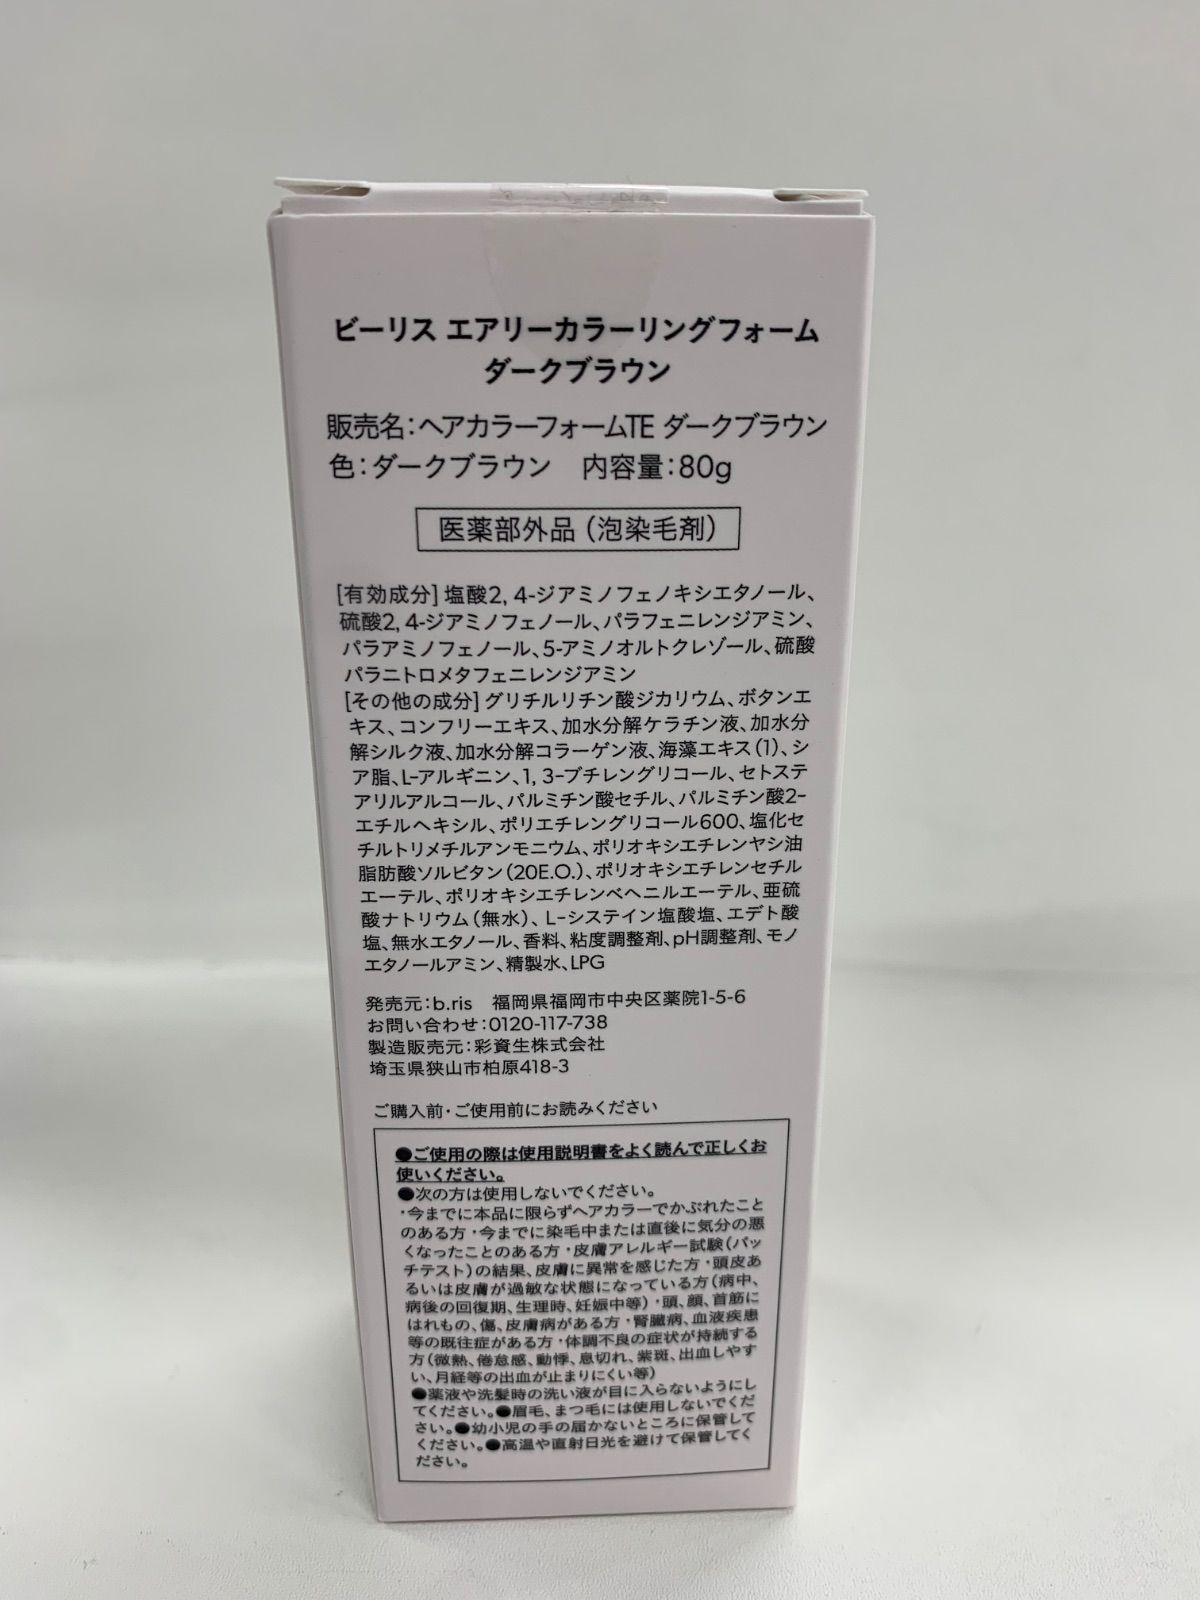 ビーリス エアリーカラーリングフォーム
ダークブラウン
販売名：ヘアカラーフォームTE ダークブラウン
色：ダークブラウン　内容量：80g
医薬部外品（泡染毛剤）
[有効成分]塩酸2, 4-ジアミノフェノキシエタノール、
硫酸2, 4-ジアミノフェノール、パラフェニレンジアミン、
パラアミノフェノール、5-アミノオルトクレゾール、硫酸
パラニトロメタフェニレンジアミン
[その他の成分]グリチルリチン酸ジカリウム、ボタンエ
キス、コンフリーエキス、加水分解ケラチン液、加水分
解シルク液、加水分解コラーゲン液、海藻エキス（1）、シ
ア脂、L-アルギニン、1, 3-ブチレングリコール、セトステ
アリルアルコール、パルミチン酸セチル、パルミチン酸2-
エチルヘキシル、ポリエチレングリコール600、塩化セ
チルトリメチルアンモニウム、ポリオキシエチレンヤシ油
脂肪酸ソルビタン（20E.O.）、ポリオキシエチレンセチル
エーテル、ポリオキシエチレンベヘニルエーテル、亜硫
酸ナトリウム（無水）、L-システイン塩酸塩、エデト酸
塩、無水エタノール、香料、粘度調整剤、pH調整剤、モノ
エタノールアミン、精製水、LPG
発売元：b.ris　福岡県福岡市中央区薬院1-5-6
お問い合わせ：0120-117-738
製造販売元：彩資生株式会社
埼玉県狭山市柏原418-3
ご購入前・ご使用前にお読みください
●ご使用の際は使用説明書をよく読んで正しくお
使いください。
●次の方は使用しないでください。
・今までに本品に限らずヘアカラーでかぶれたこと
のある方・今までに染毛中または直後に気分の悪
くなったことのある方・皮膚アレルギー試験（パッ
チテスト）の結果、皮膚に異常を感じた方・頭皮あ
るいは皮膚が過敏な状態になっている方（病中、
病後の回復期、生理時、妊娠中等）・頭、顔、首筋に
はれもの、傷、皮膚病がある方・腎臓病、血液疾患
等の既往症がある方・体調不良の症状が持続する
方（微熱、倦怠感、動悸、息切れ、紫斑、出血しやす
い、月経等の出血が止まりにくい等）
●薬液や洗髪時の洗い液が目に入らないようにし
てください。●眉毛、まつ毛には使用しないでくだ
さい。●幼小児の手の届かないところに保管して
ください。●高温や直射日光を避けて保管してく
ださい。